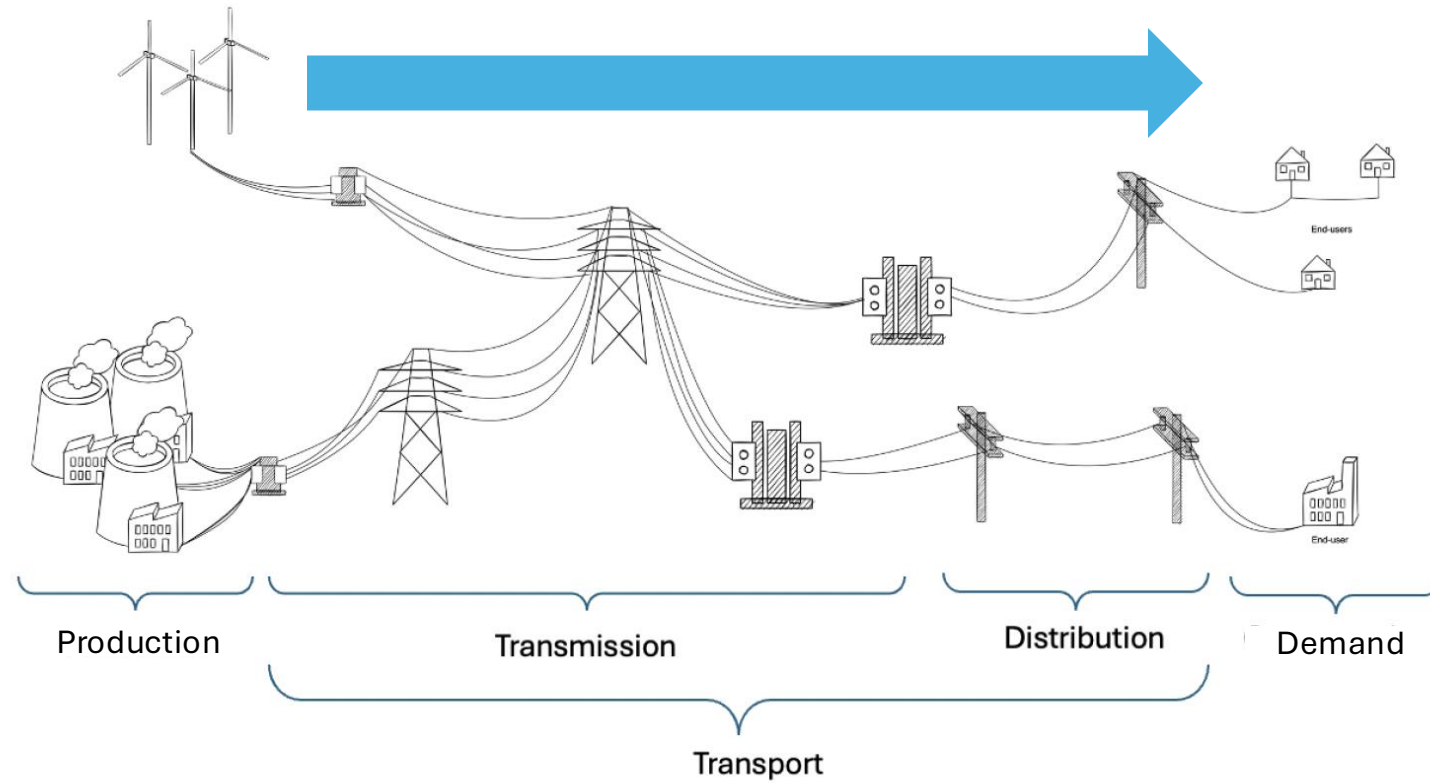 End-users
End-user
Production
Transmission
Distribution
Demand
Transport